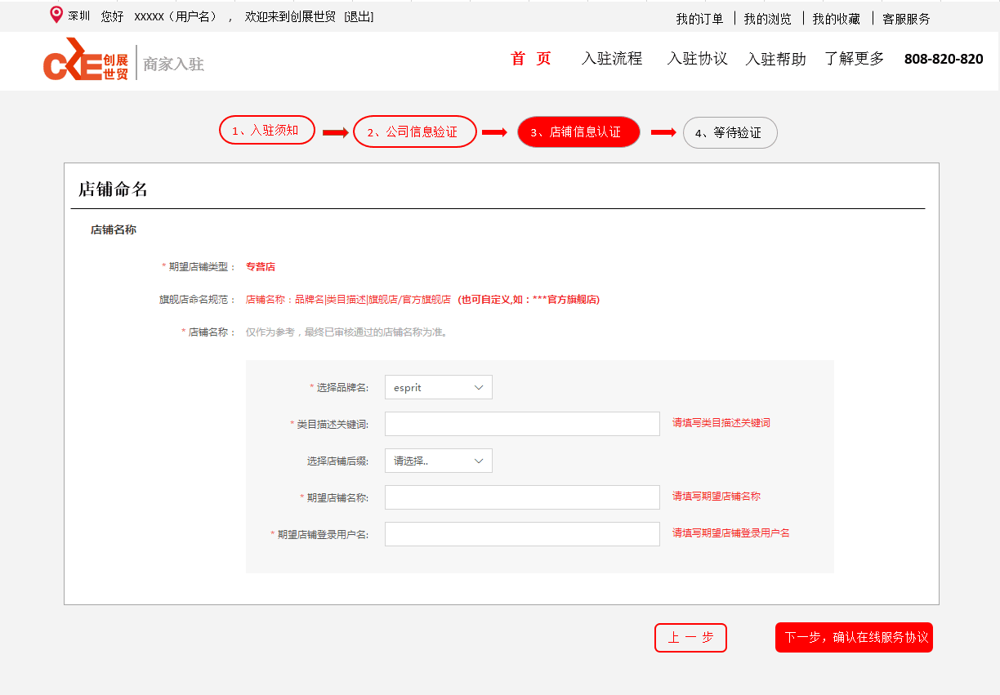 深圳 您好 XXXXX（用户名） ， 欢迎来到创展世贸 [退出]
我的订单 | 我的浏览 | 我的收藏 | 客服服务
创展
世贸
商家入驻
首 页 入驻流程 入驻协议 入驻帮助 了解更多 808-820-820
1、入驻须知 2、公司信息验证 3、店铺信息认证 4、等待验证
店铺命名
店铺名称
* 期望店铺类型： 专营店
旗舰店命名规范： 店铺名称：品牌名|类目描述|旗舰店/官方旗舰店 (也可自定义,如：***官方旗舰店)
* 店铺名称： 仅作为参考，最终已审核通过的店铺名称为准。
* 选择品牌名: esprit
* 类目描述关键词: 请填写类目描述关键词
选择店铺后缀: 请选择..
* 期望店铺名称: 请填写期望店铺名称
* 期望店铺登录用户名: 请填写期望店铺登录用户名
上 一 步 下一步，确认在线服务协议